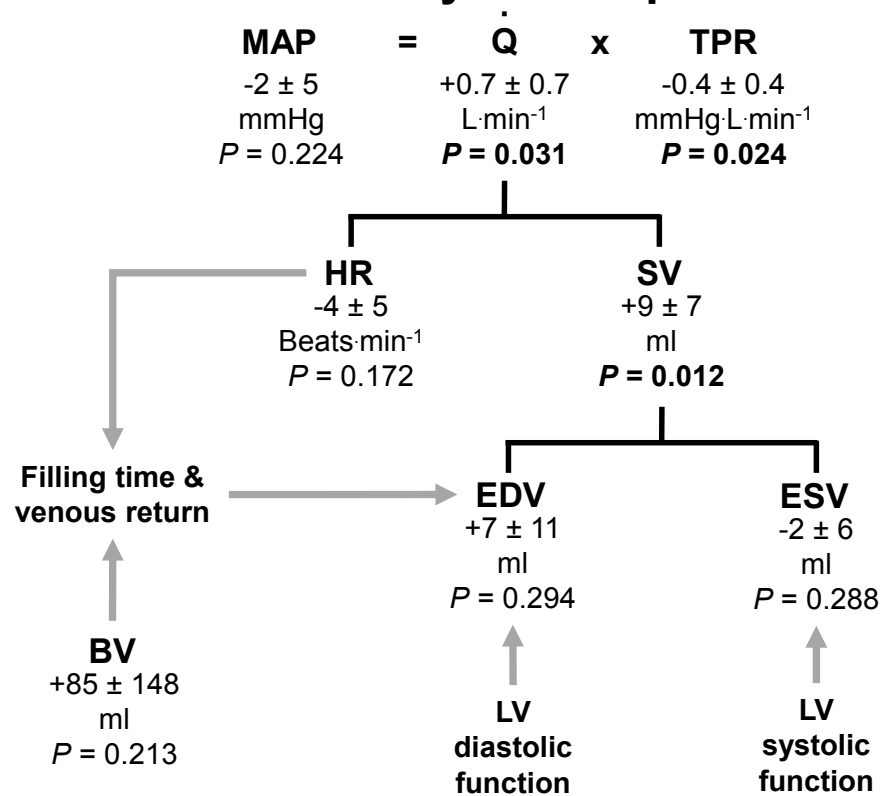 MAP = Q̇ x TPR
-2 ± 5 +0.7 ± 0.7 -0.4 ± 0.4
mmHg L·min⁻¹ mmHg·L·min⁻¹
P = 0.224 P = 0.031 P = 0.024
HR SV
-4 ± 5 +9 ± 7
Beats·min⁻¹ ml
P = 0.172 P = 0.012
Filling time &
venous return
EDV ESV
+7 ± 11 -2 ± 6
ml ml
P = 0.294 P = 0.288
BV
+85 ± 148
ml
P = 0.213
LV LV
diastolic systolic
function function